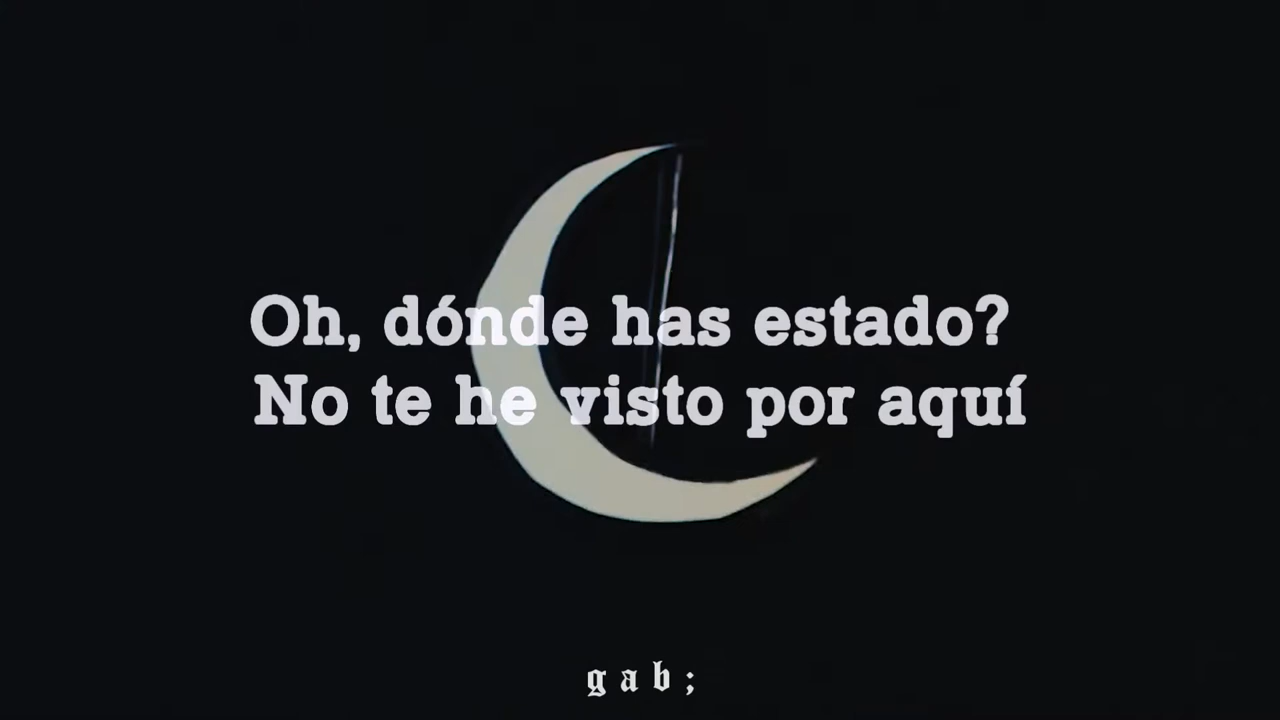 Oh, dónde has estado?
No te he visto por aquí
gab;